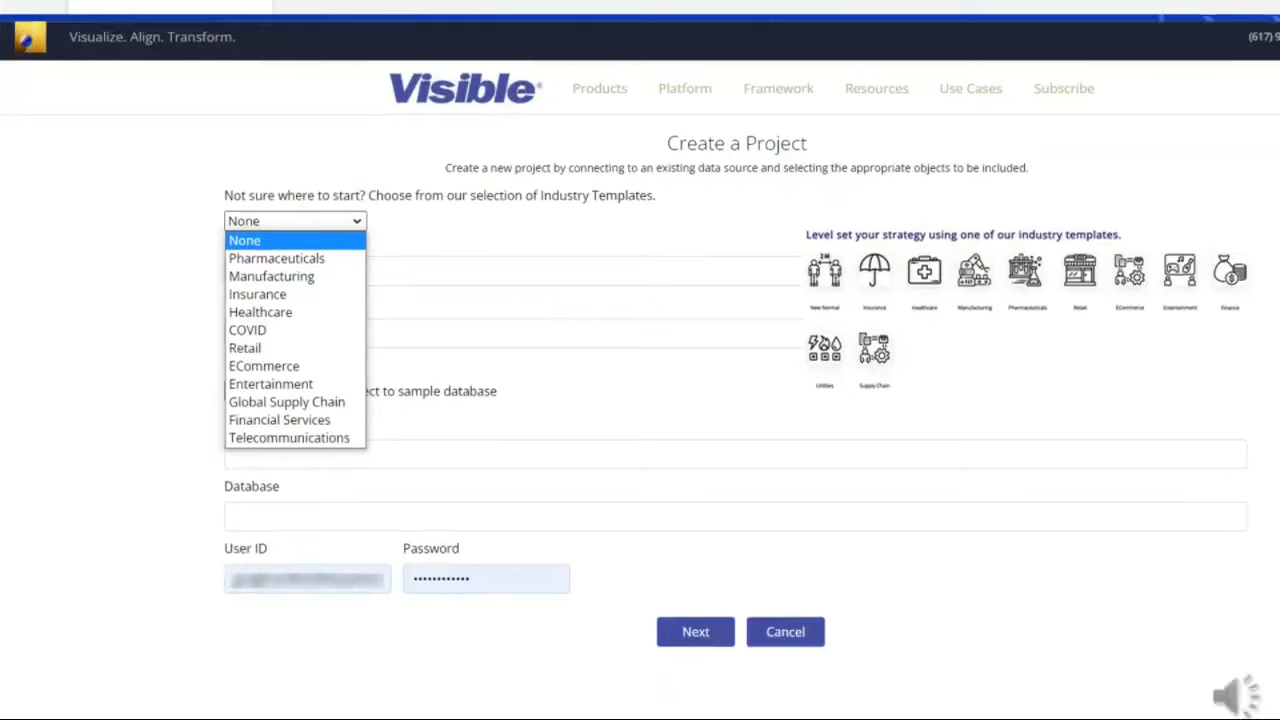 Visualize. Align. Transform.
(617) 9
Visible®
Products Platform Framework Resources Use Cases Subscribe
Create a Project
Create a new project by connecting to an existing data source and selecting the appropriate objects to be included.
Not sure where to start? Choose from our selection of Industry Templates.
None
None
Pharmaceuticals
Manufacturing
Insurance
Healthcare
COVID
Retail
ECommerce
Entertainment
Global Supply Chain
Financial Services
Telecommunications
Level set your strategy using one of our industry templates.
2M
New Normal Insurance Healthcare Manufacturing Pharmaceuticals Retail ECommerce Entertainment Finance
Utilities Supply Chain
to sample database
Database
User ID Password
••••••••••••
Next Cancel